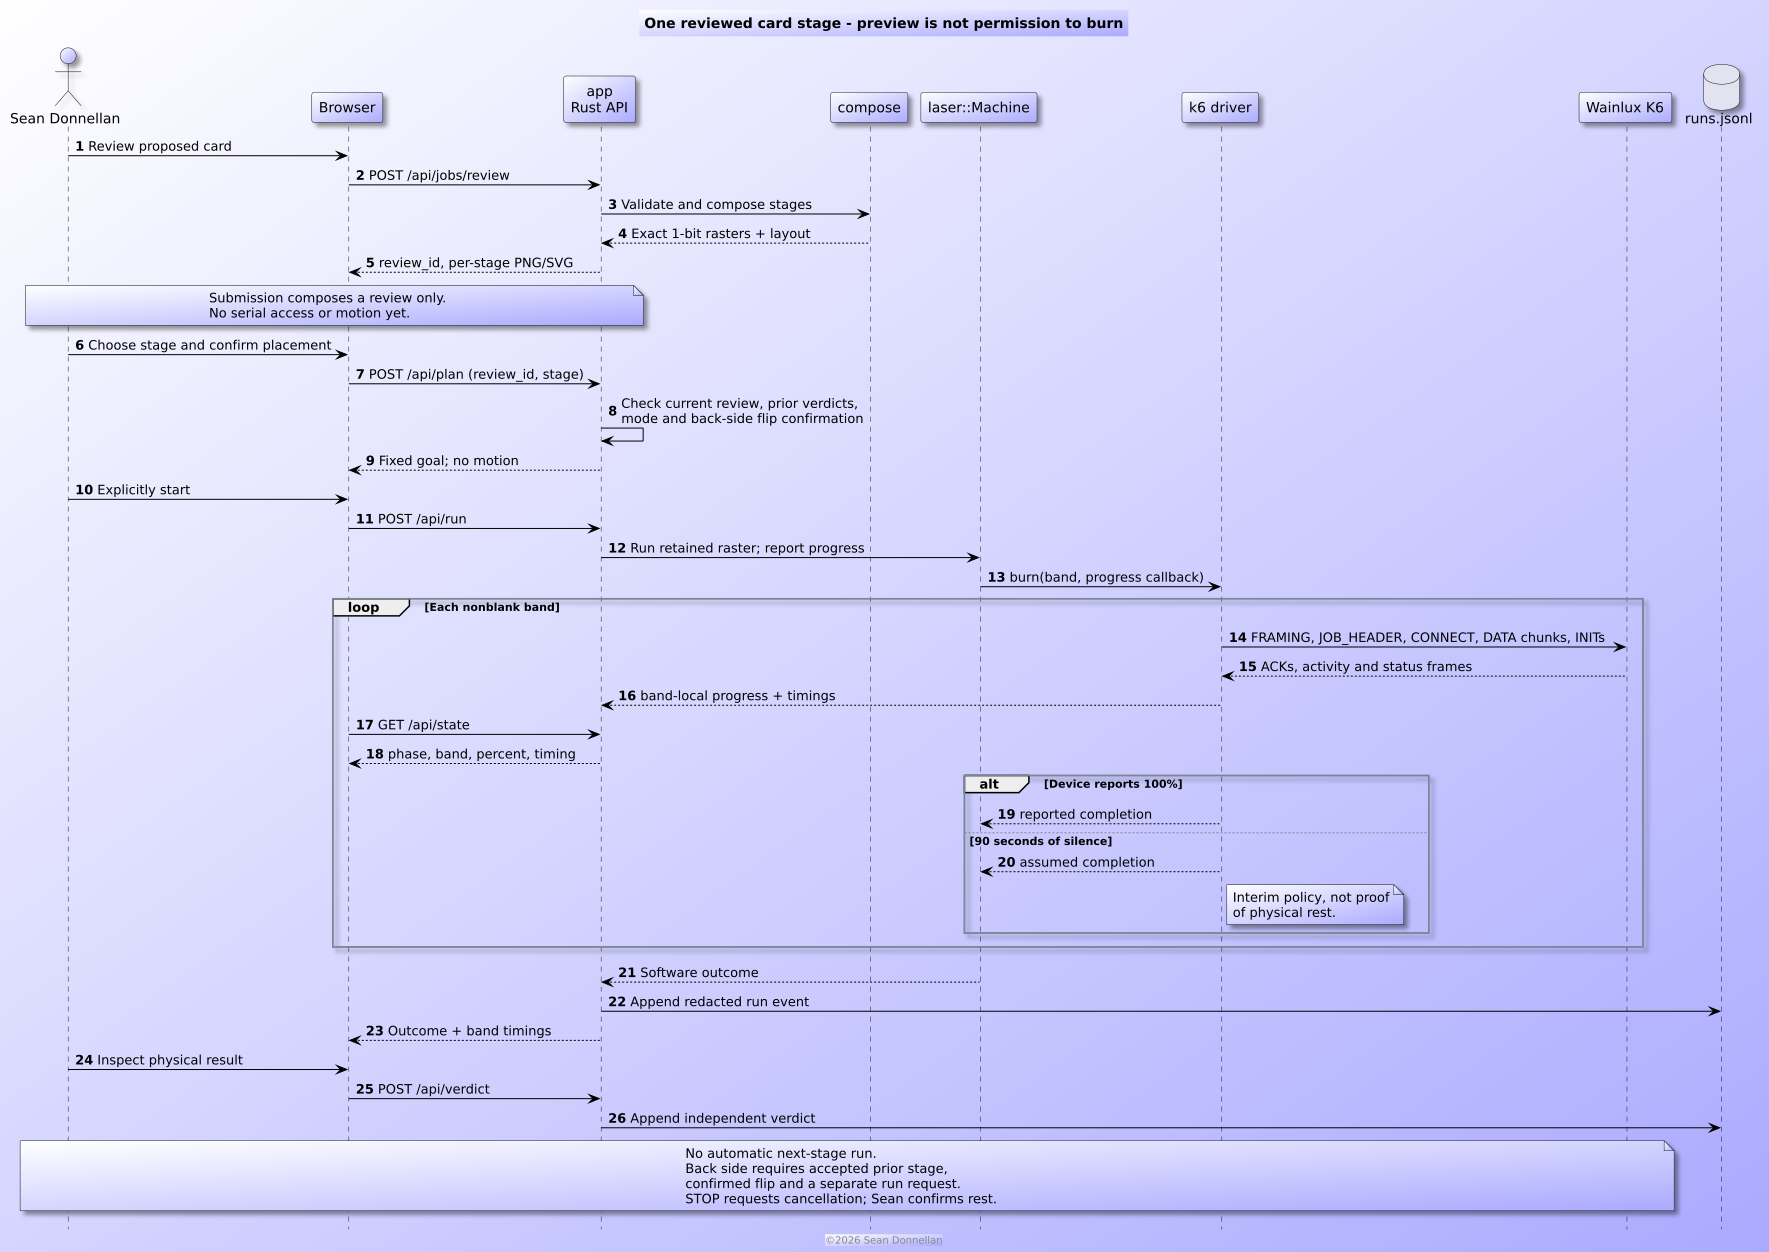 One reviewed card stage - preview is not permission to burn
Sean Donnellan
Browser
app
Rust API
compose
laser::Machine
k6 driver
Wainlux K6
runs.jsonl
1 Review proposed card
2 POST /api/jobs/review
3 Validate and compose stages
4 Exact 1-bit rasters + layout
5 review_id, per-stage PNG/SVG
Submission composes a review only.
No serial access or motion yet.
6 Choose stage and confirm placement
7 POST /api/plan (review_id, stage)
8 Check current review, prior verdicts,
mode and back-side flip confirmation
9 Fixed goal; no motion
10 Explicitly start
11 POST /api/run
12 Run retained raster; report progress
13 burn(band, progress callback)
loop [Each nonblank band]
14 FRAMING, JOB_HEADER, CONNECT, DATA chunks, INITs
15 ACKs, activity and status frames
16 band-local progress + timings
17 GET /api/state
18 phase, band, percent, timing
alt [Device reports 100%]
19 reported completion
[90 seconds of silence]
20 assumed completion
Interim policy, not proof
of physical rest.
21 Software outcome
22 Append redacted run event
23 Outcome + band timings
24 Inspect physical result
25 POST /api/verdict
26 Append independent verdict
No automatic next-stage run.
Back side requires accepted prior stage,
confirmed flip and a separate run request.
STOP requests cancellation; Sean confirms rest.
©2026 Sean Donnellan